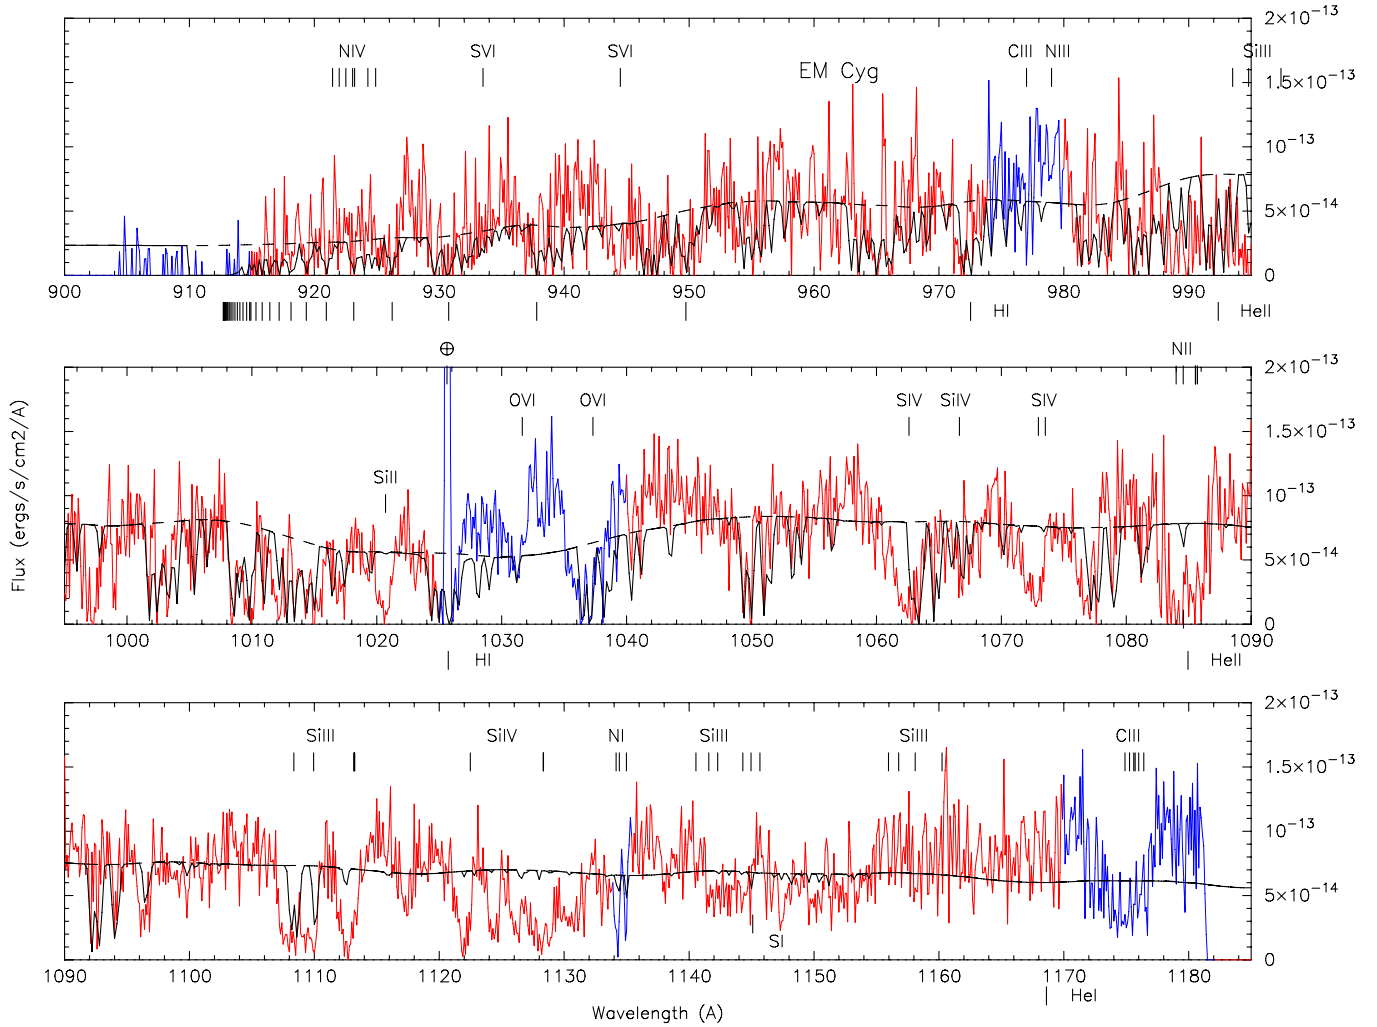 NIV SVI SVI EM Cyg CIII NIII SiIII
2×10−13
1.5×10−13
10−13
5×10−14
0
900 910 920 930 940 950 960 970 980 990
HI HeII
⊕ NII
2×10−13
OVI OVI SIV SiIV SIV
1.5×10−13
SiII
10−13
5×10−14
0
1000 1010 1020 1030 1040 1050 1060 1070 1080 1090
HI HeII
Flux (ergs/s/cm2/A)
2×10−13
SiIII SiIV NI SiIII SiIII CIII
1.5×10−13
10−13
5×10−14
SI
0
1090 1100 1110 1120 1130 1140 1150 1160 1170 1180
HeI
Wavelength (A)